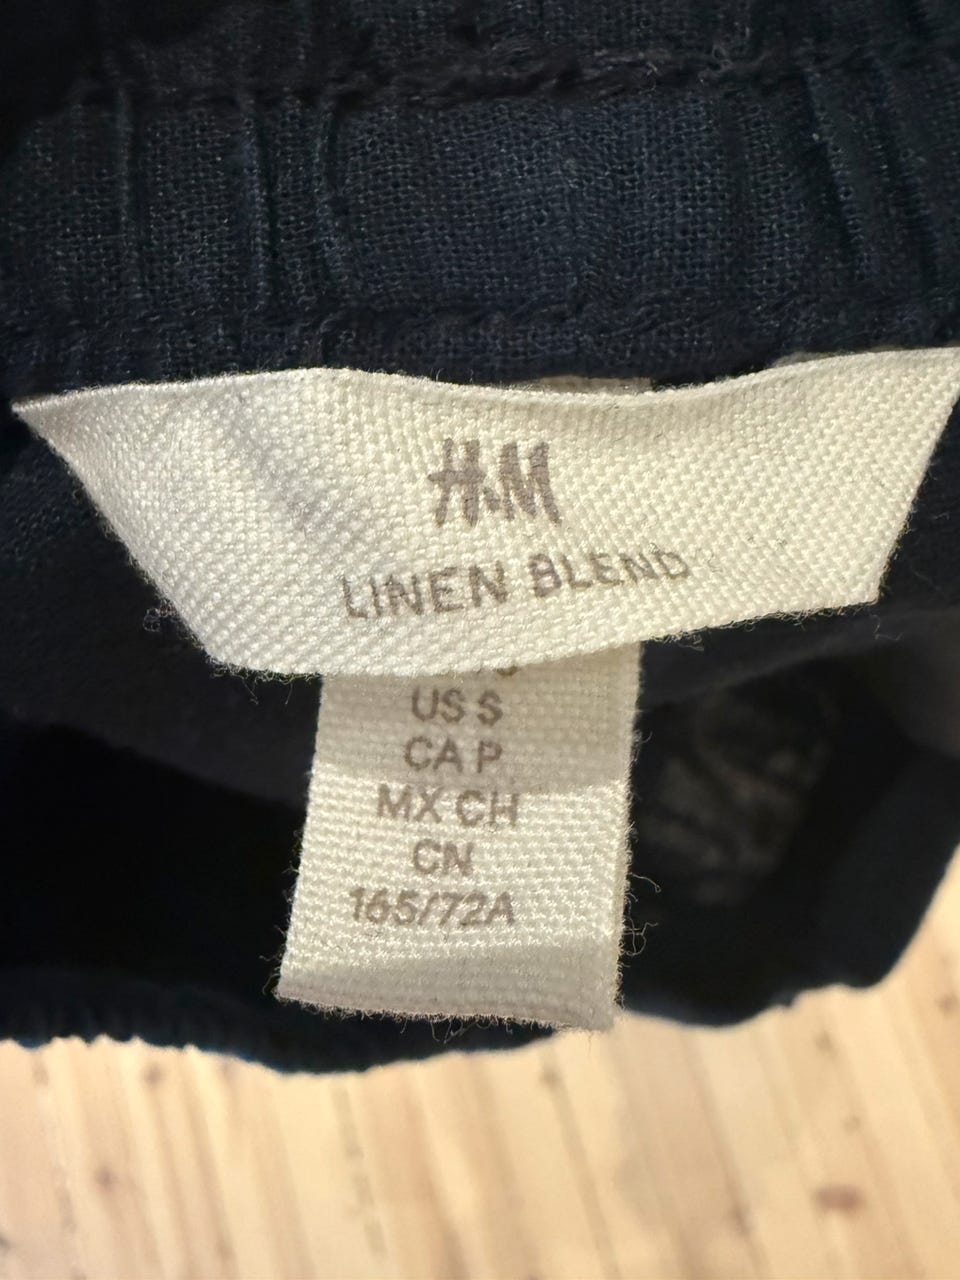 H&M
LINEN BLEND
US S
CA P
MX CH
CN
165/72A